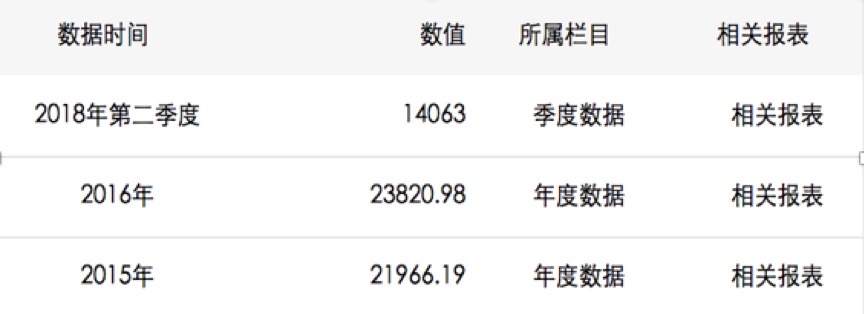 数据时间 数值 所属栏目 相关报表
2018年第二季度 14063 季度数据 相关报表
2016年 23820.98 年度数据 相关报表
2015年 21966.19 年度数据 相关报表